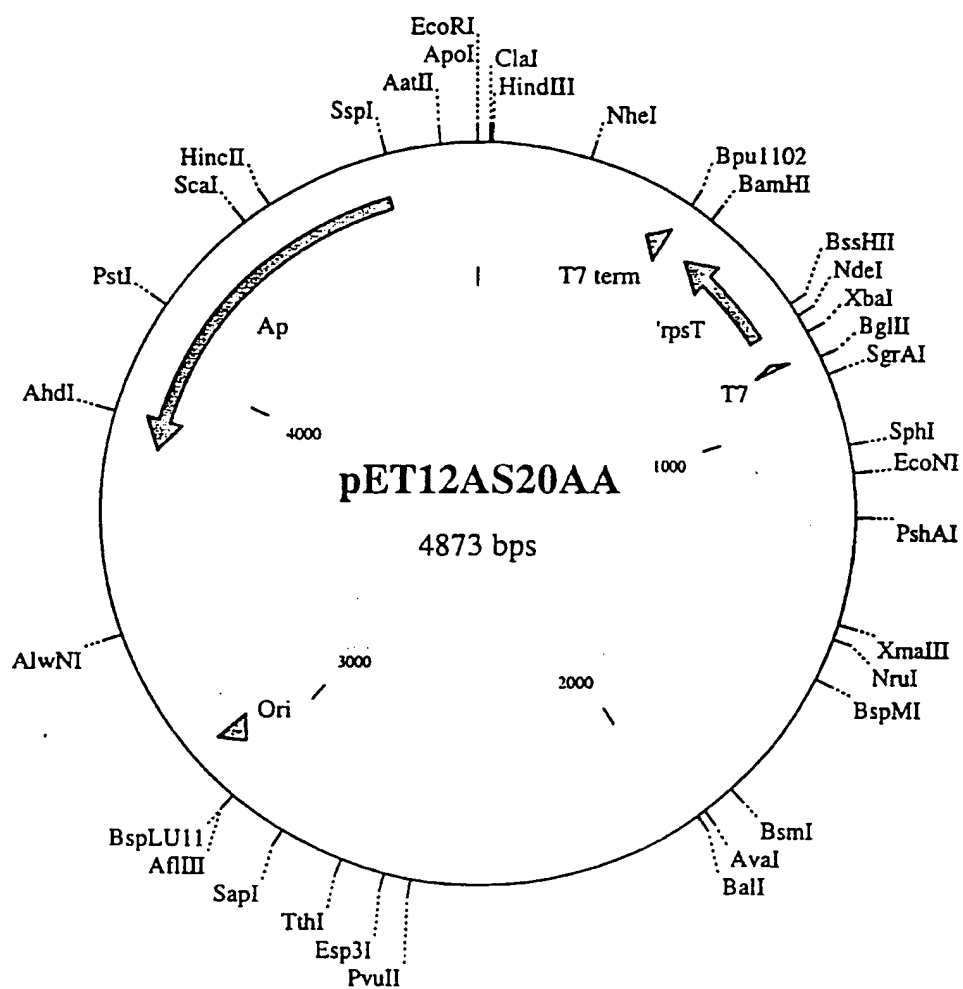 EcoRI
ApoI
ClaI
AatII
HindIII
SspI
NheI
HincII
Bpu1102
ScaI
BamHI
BssHII
NdeI
PstI
T7 term
XbaI
Ap
'rpsT
BglII
SgrAI
AhdI
T7
4000
SphI
1000
EcoNI
pET12AS20AA
PshAI
4873 bps
XmaIII
AlwNI
3000
NruI
2000
BspMI
Ori
BspLU11
BsmI
AflIII
AvaI
SapI
BalI
TthI
Esp3I
PvuII